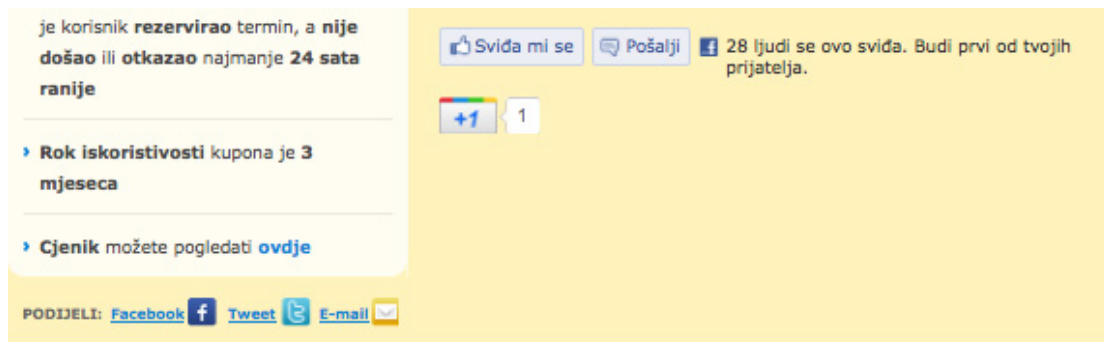 je korisnik rezervirao termin, a nije
došao ili otkazao najmanje 24 sata
ranije
Rok iskoristivosti kupona je 3
mjeseca
Cjenik možete pogledati ovdje
PODIJELI: Facebook Tweet E-mail
Sviđa mi se Pošalji 28 ljudi se ovo sviđa. Budi prvi od tvojih
prijatelja.
+1 1